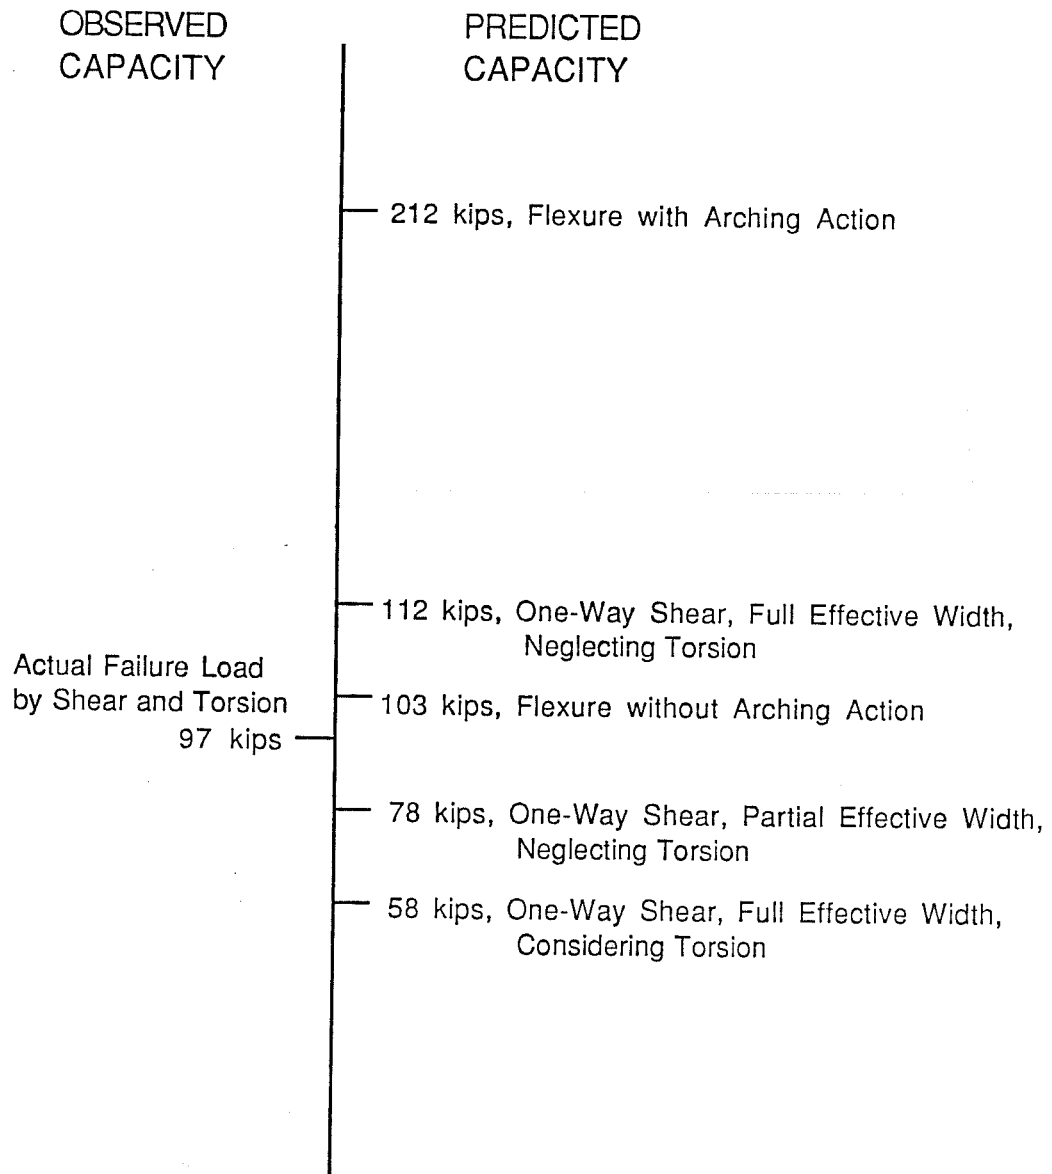 OBSERVED
CAPACITY
PREDICTED
CAPACITY
212 kips, Flexure with Arching Action
112 kips, One-Way Shear, Full Effective Width,
Neglecting Torsion
Actual Failure Load
by Shear and Torsion
97 kips
103 kips, Flexure without Arching Action
78 kips, One-Way Shear, Partial Effective Width,
Neglecting Torsion
58 kips, One-Way Shear, Full Effective Width,
Considering Torsion